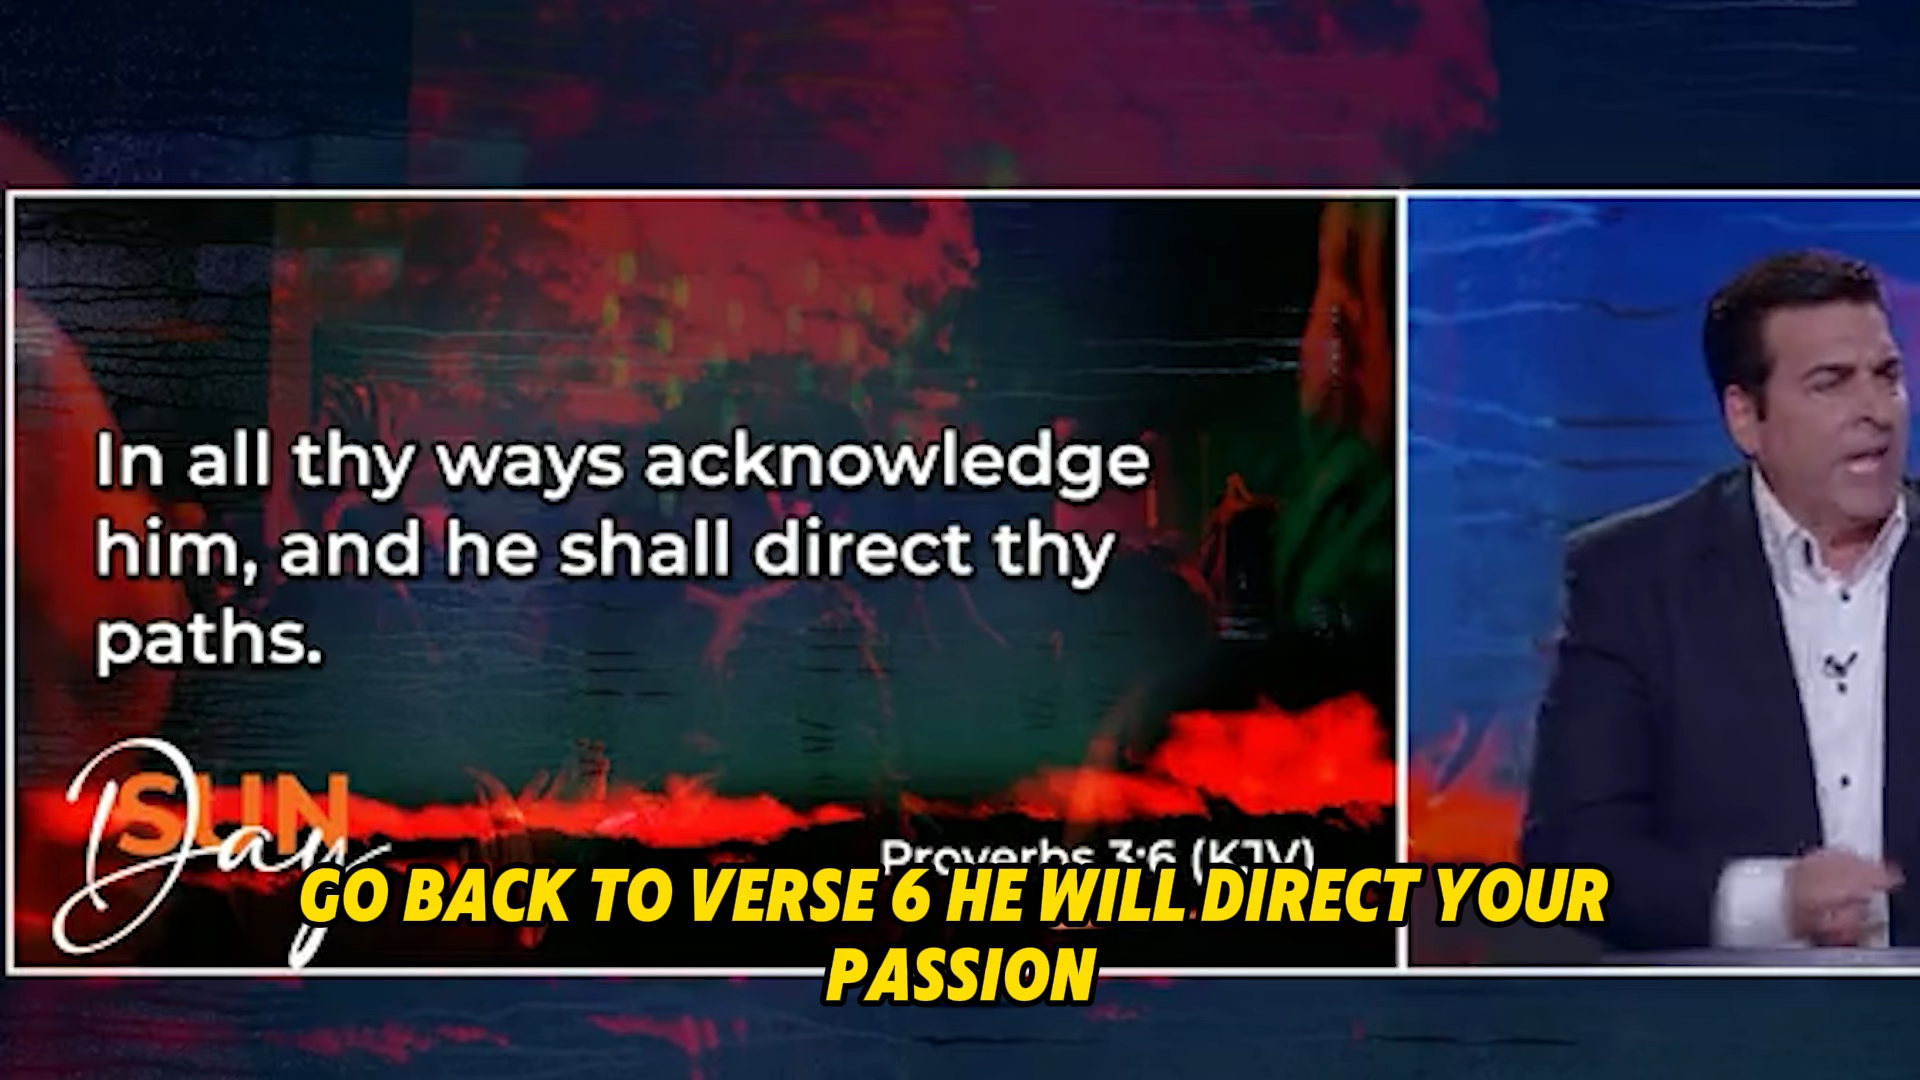 In all thy ways acknowledge
him, and he shall direct thy
paths.
SUN
Day
Proverbs 3:6 (KJV)
GO BACK TO VERSE 6 HE WILL DIRECT YOUR
PASSION